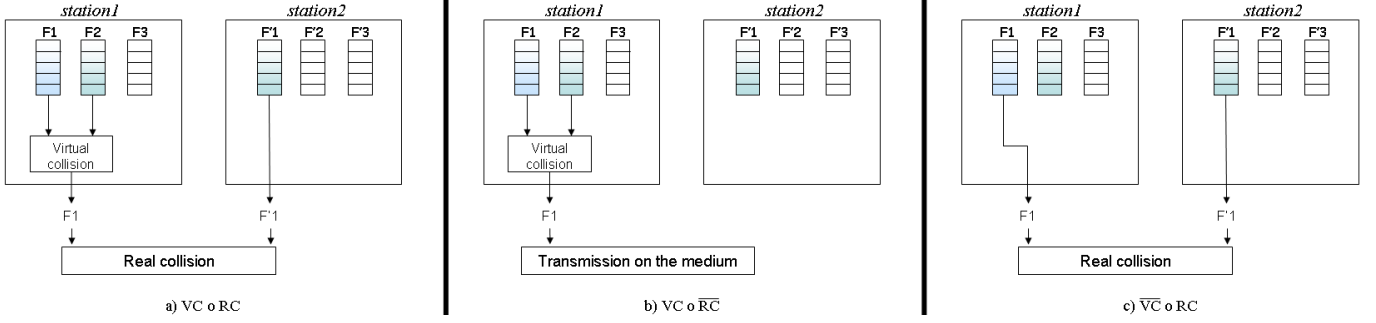 station1 station2
F1 F2 F3 F'1 F'2 F'3
Virtual
collision
F1 F'1
Real collision
a) VC o RC
station1 station2
F1 F2 F3 F'1 F'2 F'3
Virtual
collision
F1
Transmission on the medium
b) VC o R̅C̅
station1 station2
F1 F2 F3 F'1 F'2 F'3
F1 F'1
Real collision
c) V̅C̅ o RC